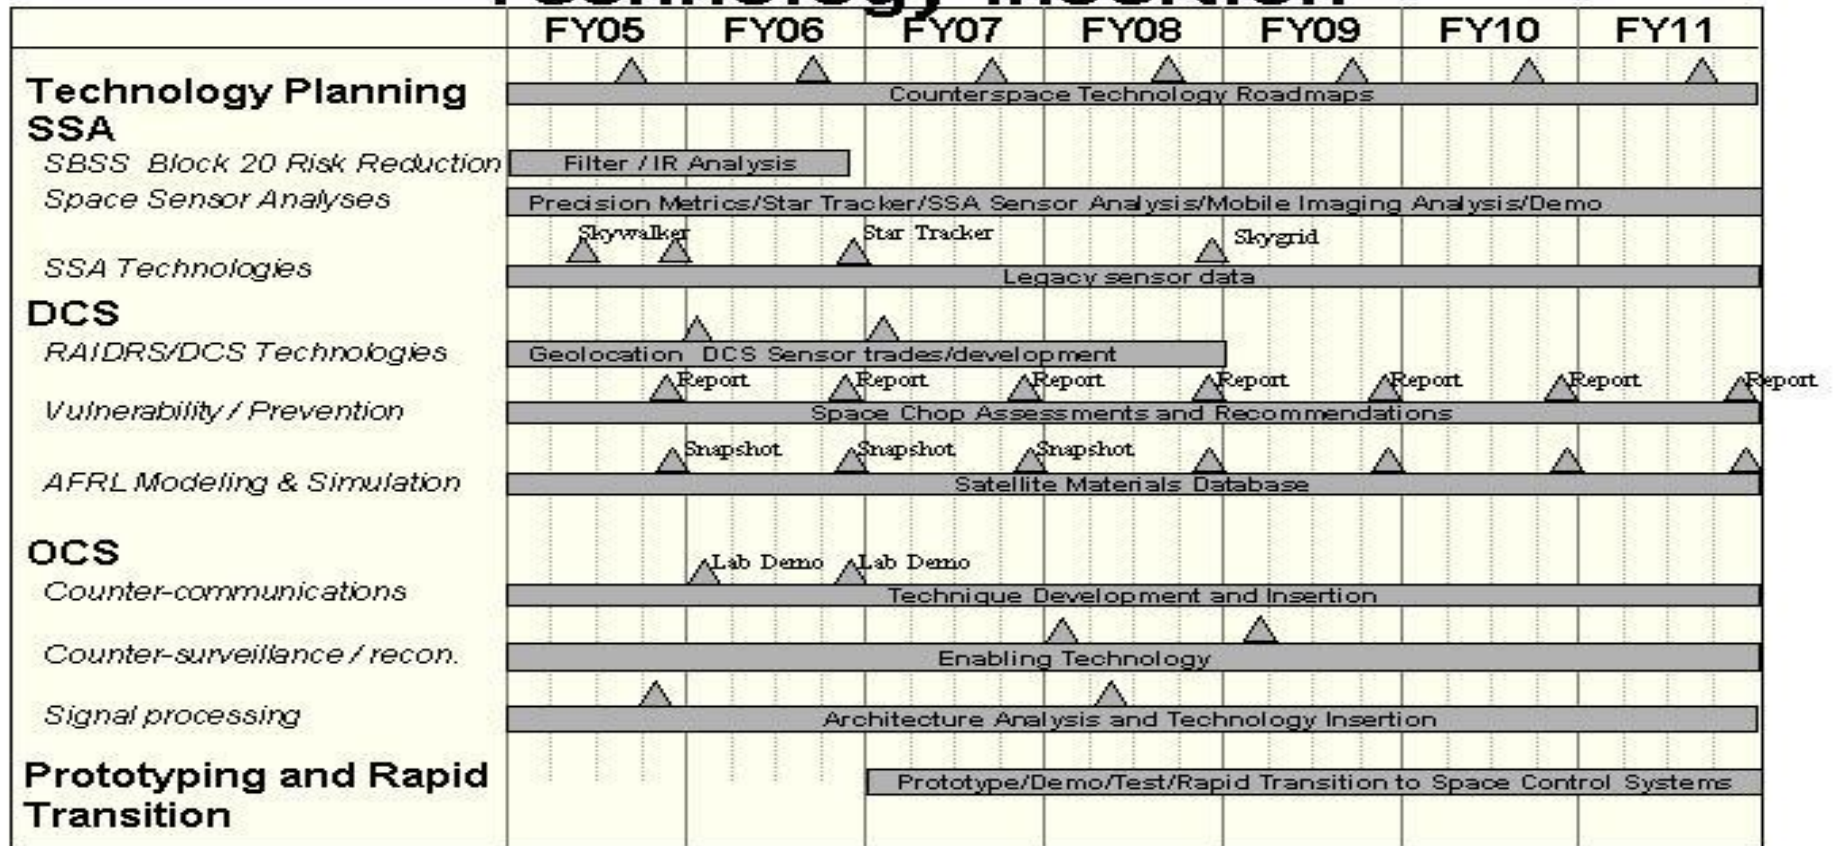 Technology Insertion
FY05 FY06 FY07 FY08 FY09 FY10 FY11
Technology Planning
Counterspace Technology Roadmaps
SSA
SBSS Block 20 Risk Reduction
Filter / IR Analysis
Space Sensor Analyses
Precision Metrics/Star Tracker/SSA Sensor Analysis/Mobile Imaging Analysis/Demo
Skywalker Star Tracker Skygrid
SSA Technologies
Legacy sensor data
DCS
RAIDRS/DCS Technologies
Geolocation DCS Sensor trades/development
Report Report Report Report Report Report Report
Vulnerability / Prevention
Space Chop Assessments and Recommendations
Snapshot Snapshot Snapshot
AFRL Modeling & Simulation
Satellite Materials Database
OCS
Lab Demo Lab Demo
Counter-communications
Technique Development and Insertion
Counter-surveillance / recon.
Enabling Technology
Signal processing
Architecture Analysis and Technology Insertion
Prototyping and Rapid
Transition
Prototype/Demo/Test/Rapid Transition to Space Control Systems